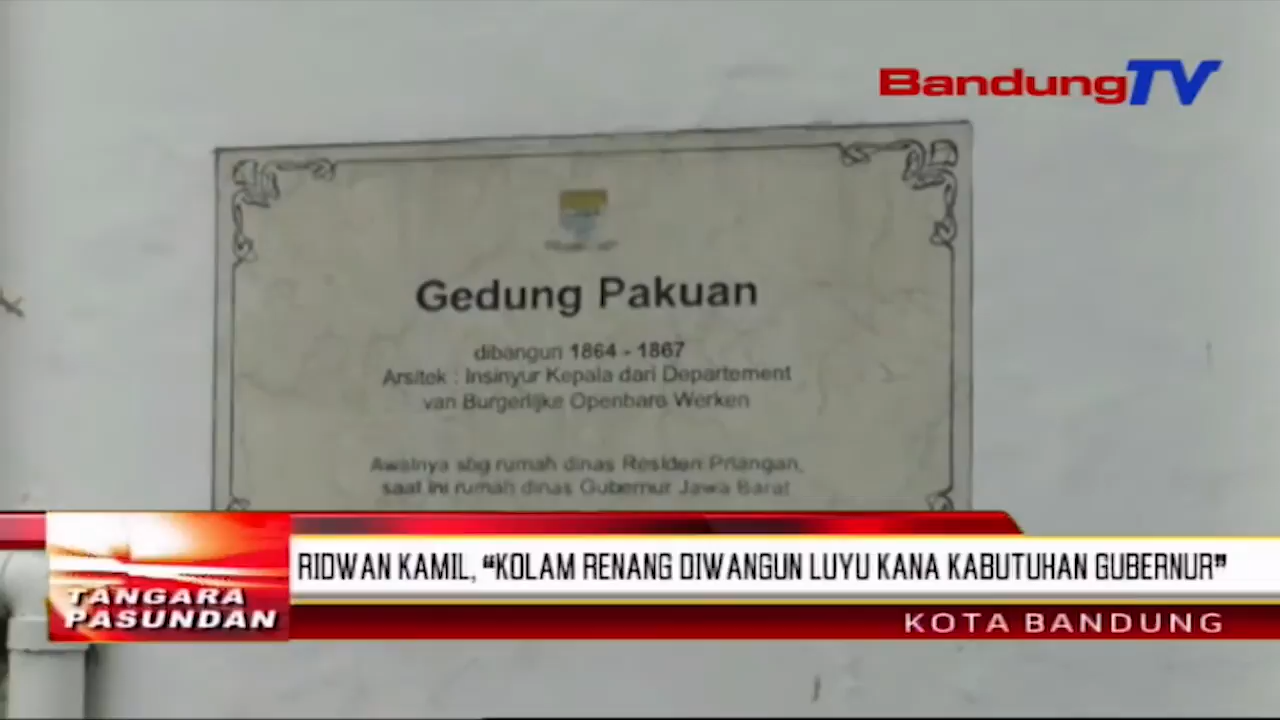 BandungTV
Gedung Pakuan
dibangun 1864 - 1867
Arsitek : Insinyur Kepala dari Departement
van Burgerlijke Openbare Werken
Awalnya sbg rumah dinas Residen Priangan,
saat ini rumah dinas Gubernur Jawa Barat
RIDWAN KAMIL, “KOLAM RENANG DIWANGUN LUYU KANA KABUTUHAN GUBERNUR”
TANGARA
PASUNDAN
KOTA BANDUNG